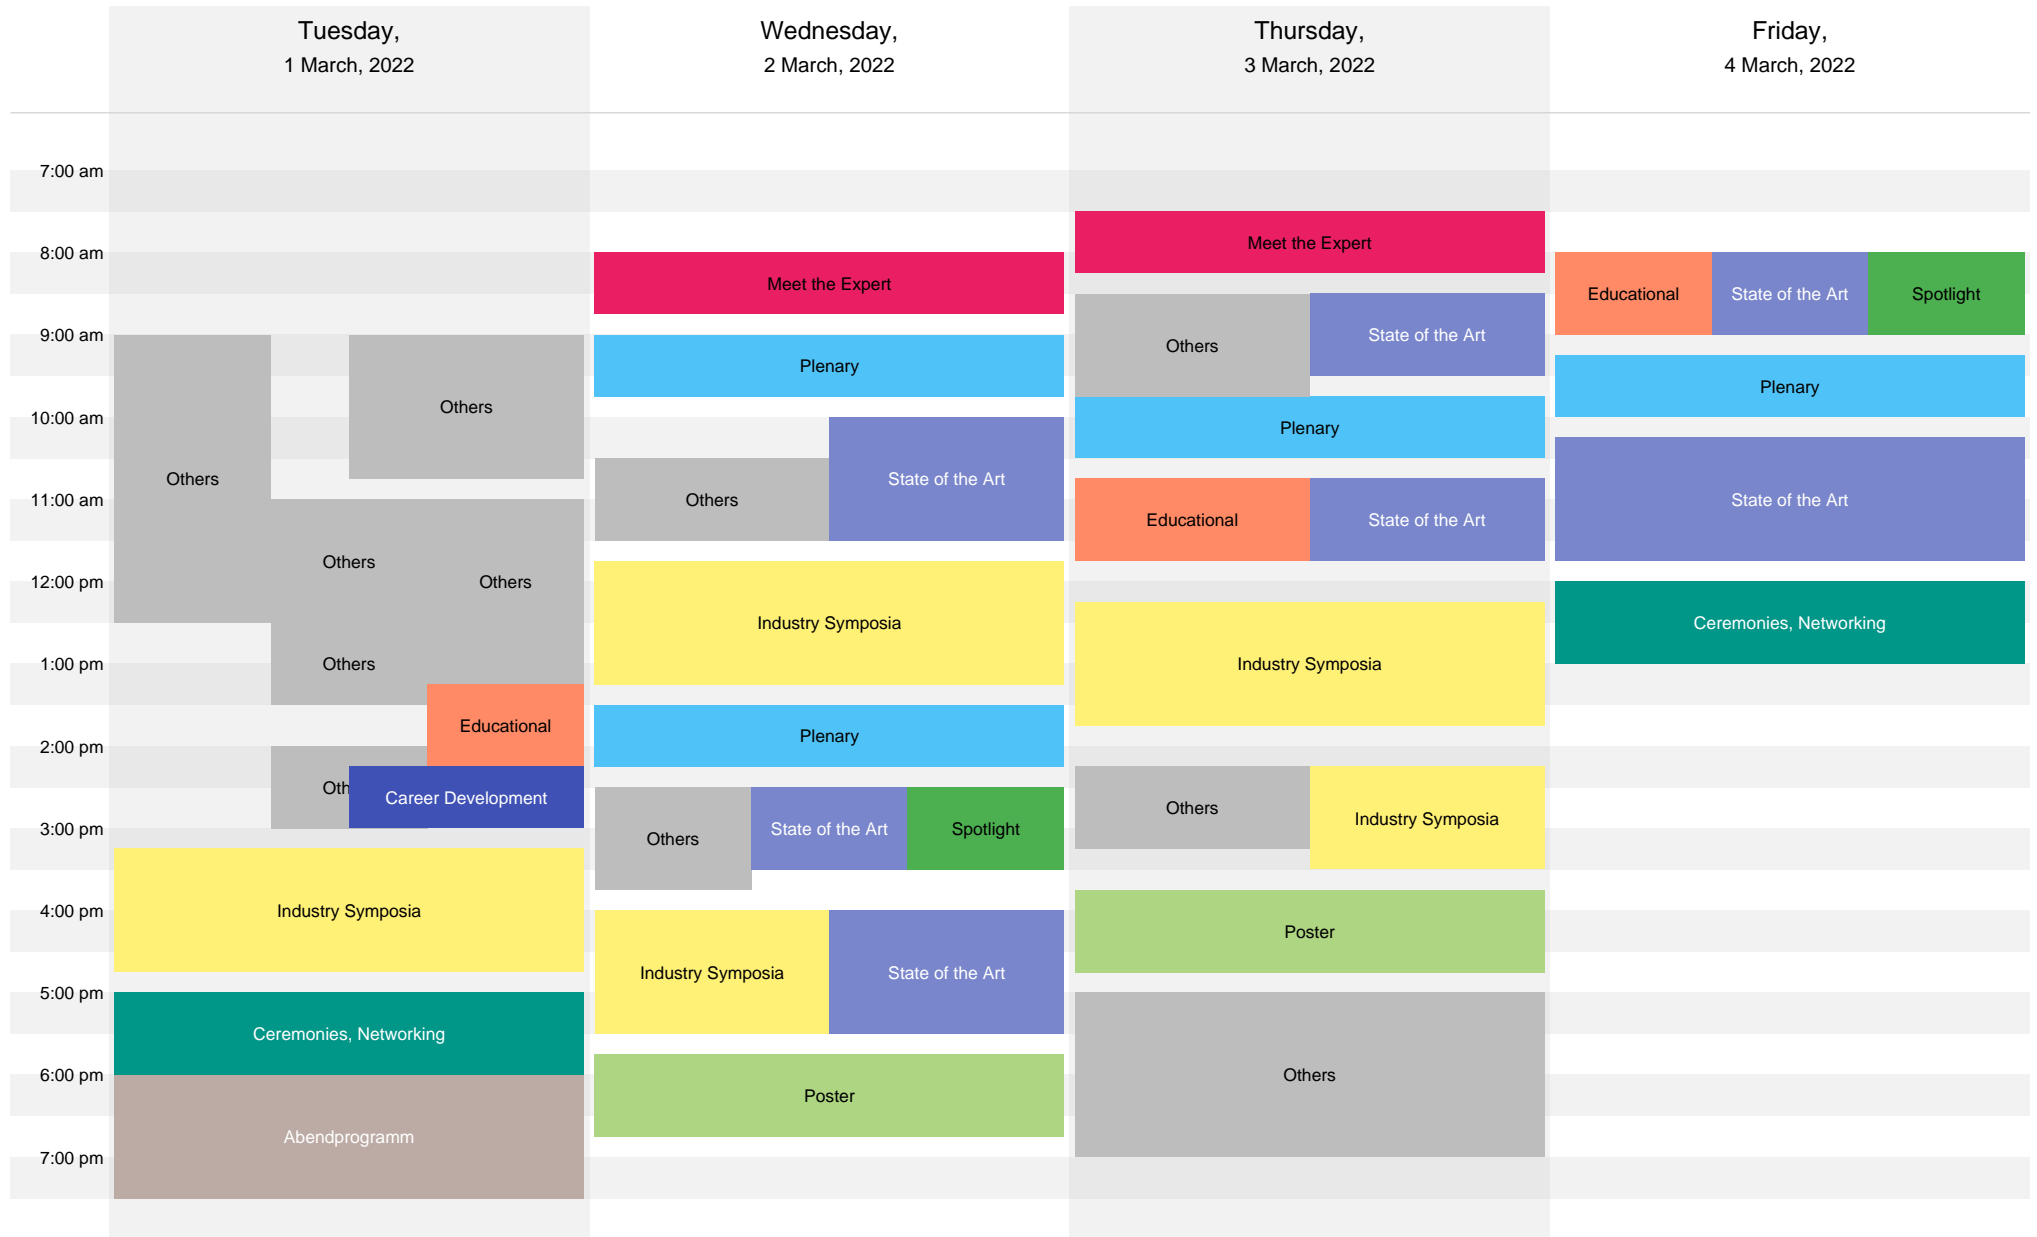 Tuesday,
1 March, 2022
Wednesday,
2 March, 2022
Thursday,
3 March, 2022
Friday,
4 March, 2022
7:00 am
8:00 am
9:00 am
10:00 am
11:00 am
12:00 pm
1:00 pm
2:00 pm
3:00 pm
4:00 pm
5:00 pm
6:00 pm
7:00 pm
Others
Others
Others
Others
Others
Educational
Oth
Career Development
Industry Symposia
Ceremonies, Networking
Abendprogramm
Meet the Expert
Plenary
Others
State of the Art
Industry Symposia
Plenary
Others
State of the Art
Spotlight
Industry Symposia
State of the Art
Poster
Meet the Expert
Others
State of the Art
Plenary
Educational
State of the Art
Industry Symposia
Others
Industry Symposia
Poster
Others
Educational
State of the Art
Spotlight
Plenary
State of the Art
Ceremonies, Networking